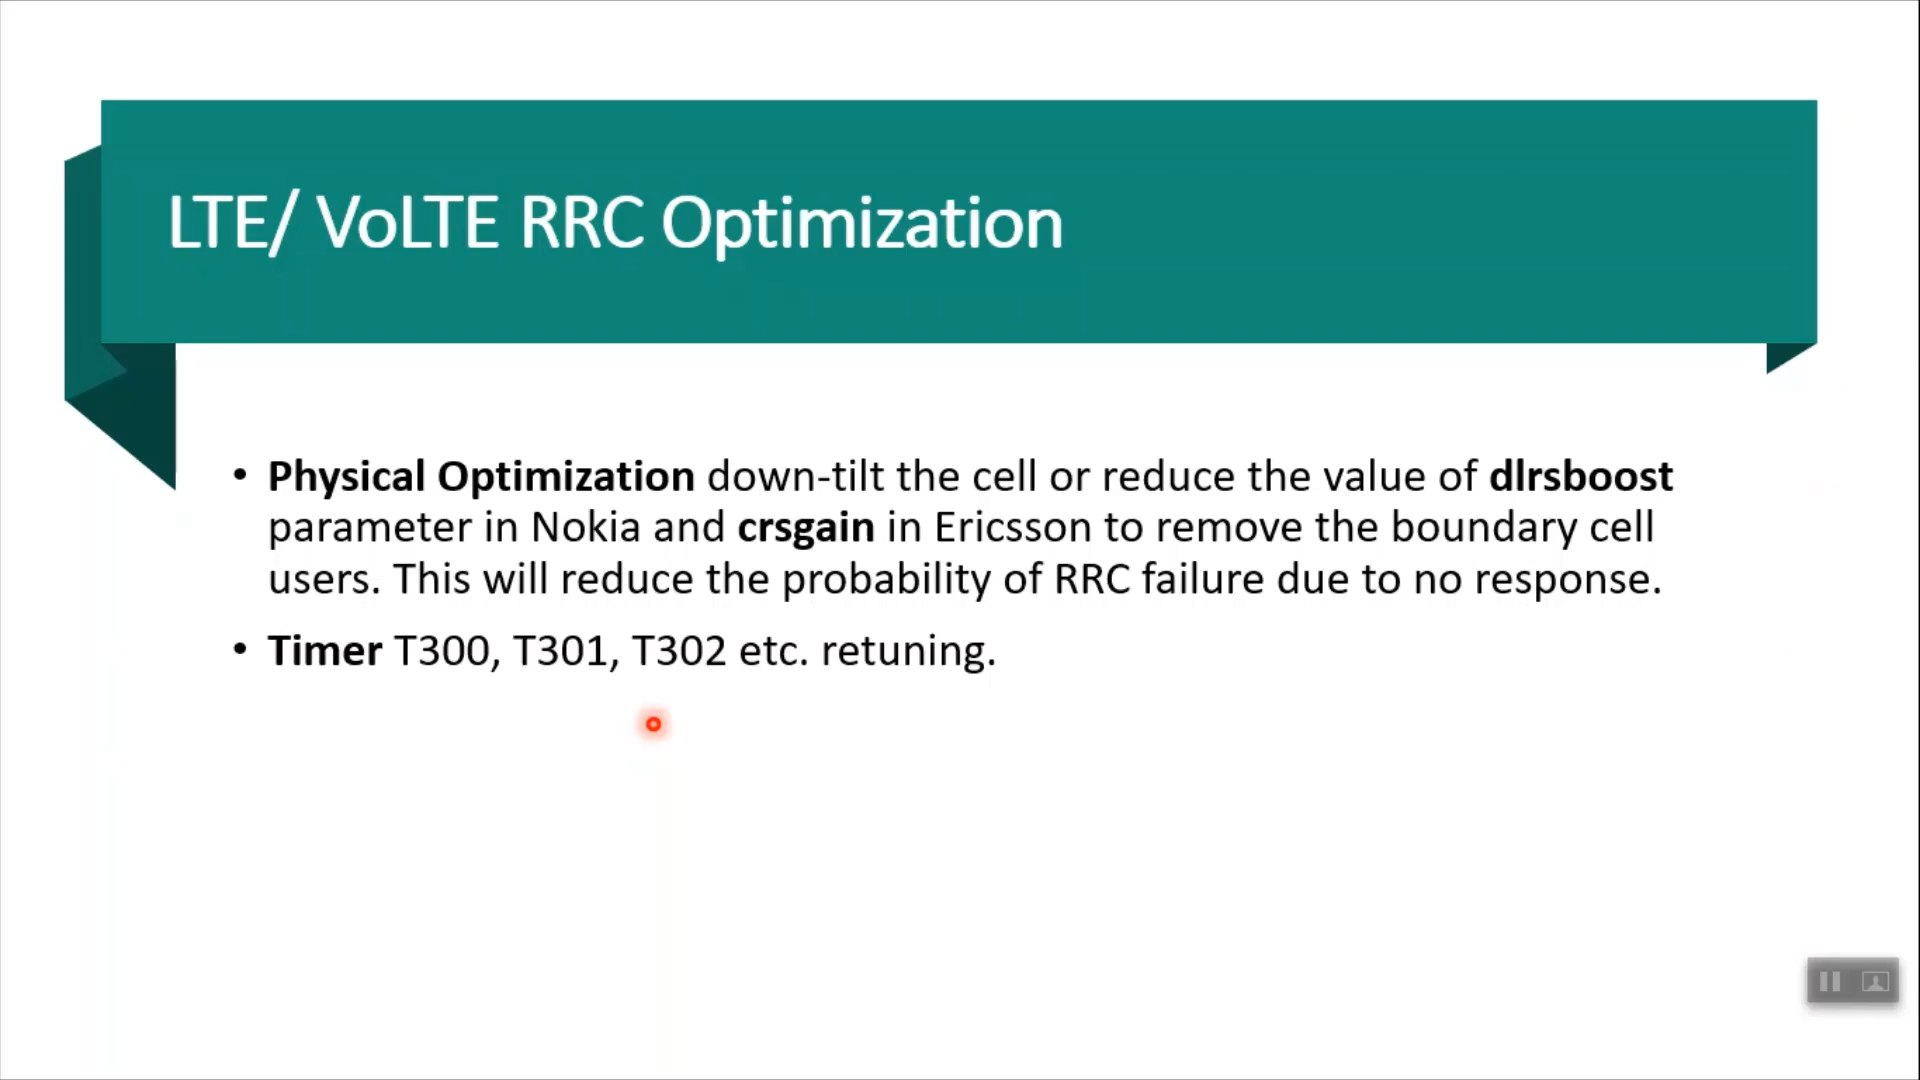 LTE/ VoLTE RRC Optimization
• Physical Optimization down-tilt the cell or reduce the value of dlrsboost
parameter in Nokia and crsgain in Ericsson to remove the boundary cell
users. This will reduce the probability of RRC failure due to no response.
• Timer T300, T301, T302 etc. retuning.